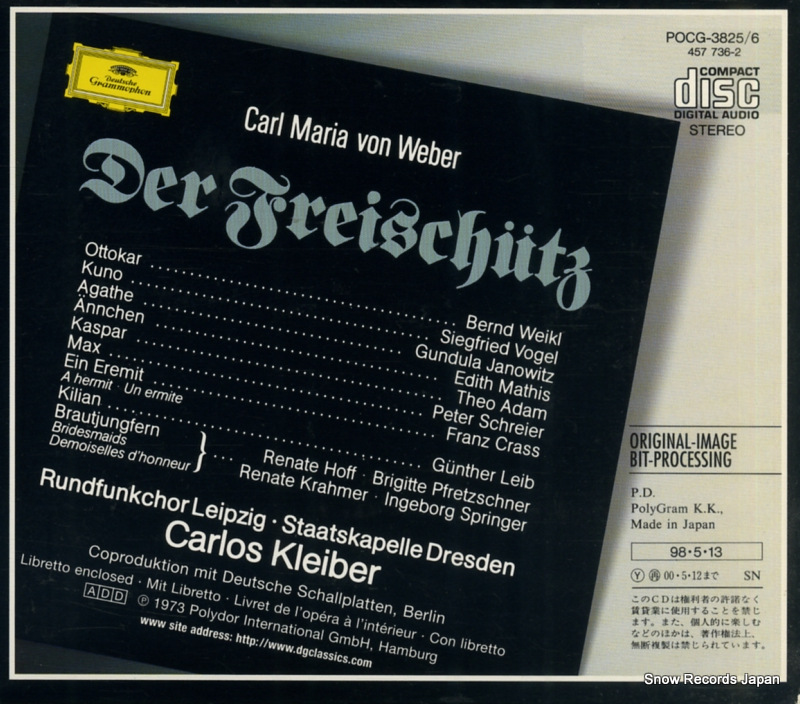 POCG-3825/6
457 736-2
COMPACT
disc
DIGITAL AUDIO
STEREO
Deutsche
Grammophon
Carl Maria von Weber
Der Freischütz
Ottokar ........ Bernd Weikl
Kuno ........ Siegfried Vogel
Agathe ........ Gundula Janowitz
Ännchen ........ Edith Mathis
Kaspar ........ Theo Adam
Max ........ Peter Schreier
Ein Eremit ........ Franz Crass
A hermit · Un ermite
Kilian ........ Günther Leib
Brautjungfern
Bridesmaids
Demoiselles d'honneur
} ... Renate Hoff · Brigitte Pfretzschner
Renate Krahmer · Ingeborg Springer
Rundfunkchor Leipzig · Staatskapelle Dresden
Carlos Kleiber
Coproduktion mit Deutsche Schallplatten, Berlin
Libretto enclosed · Mit Libretto · Livret de l'opéra à l'intérieur · Con libretto
ADD ℗ 1973 Polydor International GmbH, Hamburg
www site address: http://www.dgclassics.com
ORIGINAL-IMAGE
BIT-PROCESSING
P.D.
PolyGram K.K.,
Made in Japan
98·5·13
Ⓨ 再 00·5·12まで SN
このCDは権利者の許諾なく
賃貸業に使用することを禁じ
ます。また、個人的に楽しむ
などのほかは、著作権法上、
無断複製は禁じられています。
Snow Records Japan